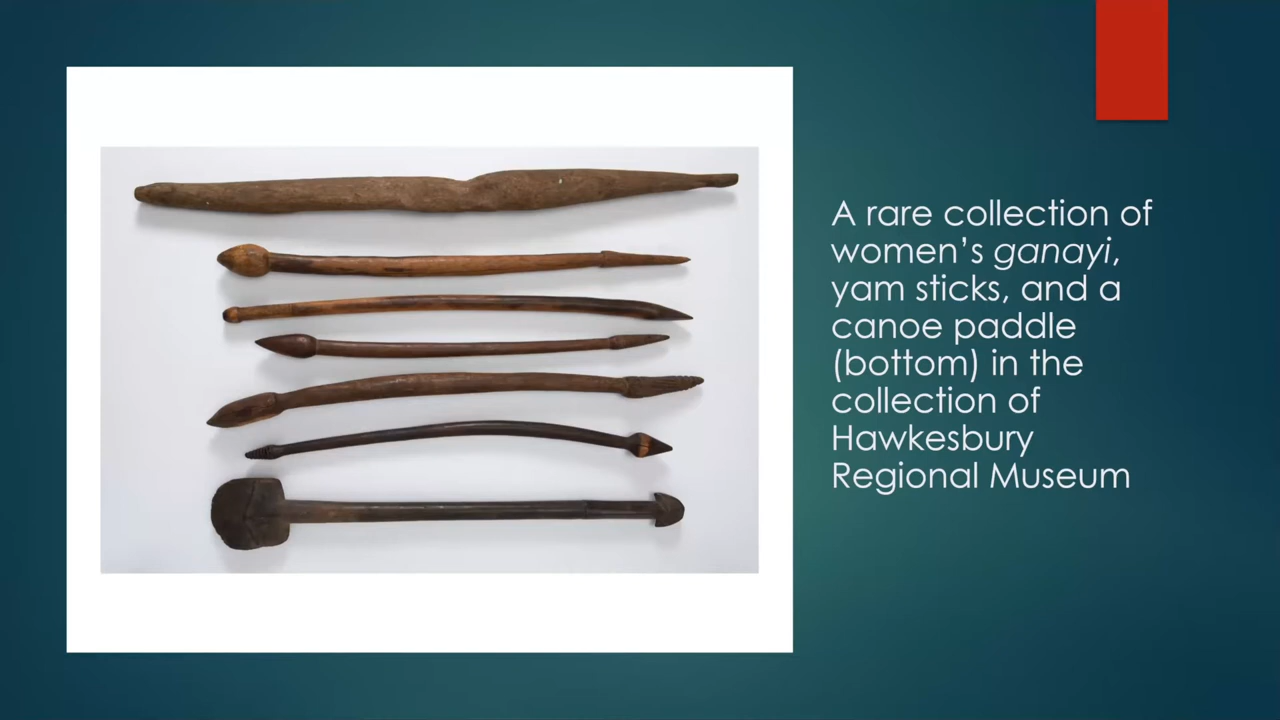 A rare collection of
women’s ganayi,
yam sticks, and a
canoe paddle
(bottom) in the
collection of
Hawkesbury
Regional Museum